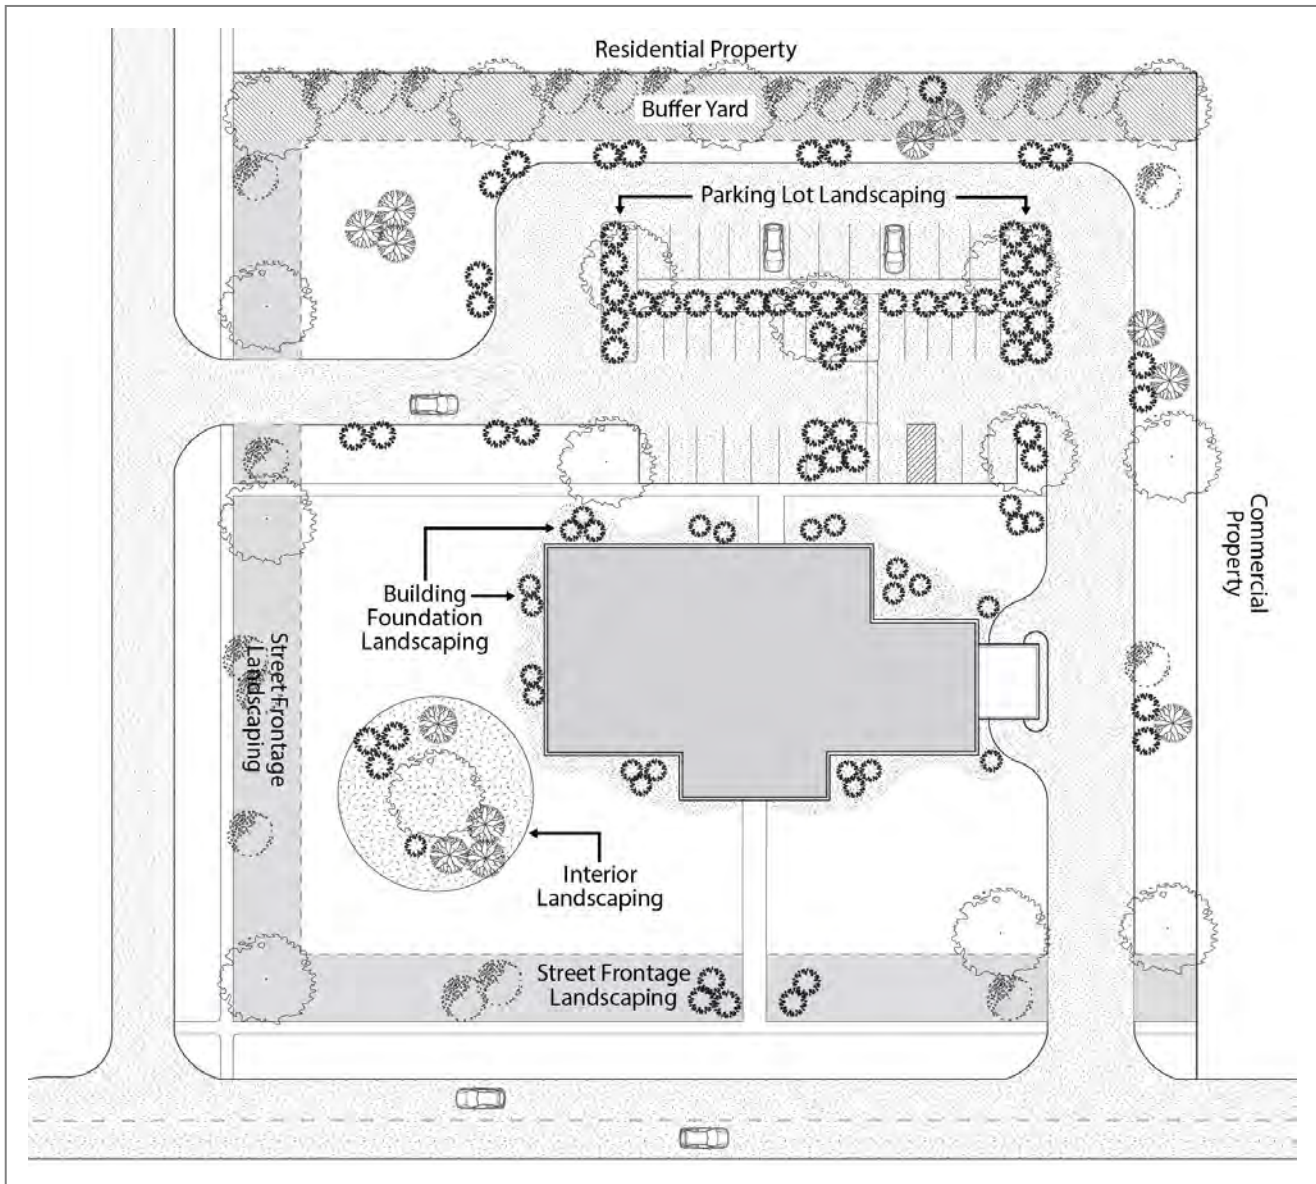 Residential Property
Buffer Yard
Parking Lot Landscaping
Commercial
Property
Building
Foundation
Landscaping
Street Frontage
Landscaping
Interior
Landscaping
Street Frontage
Landscaping